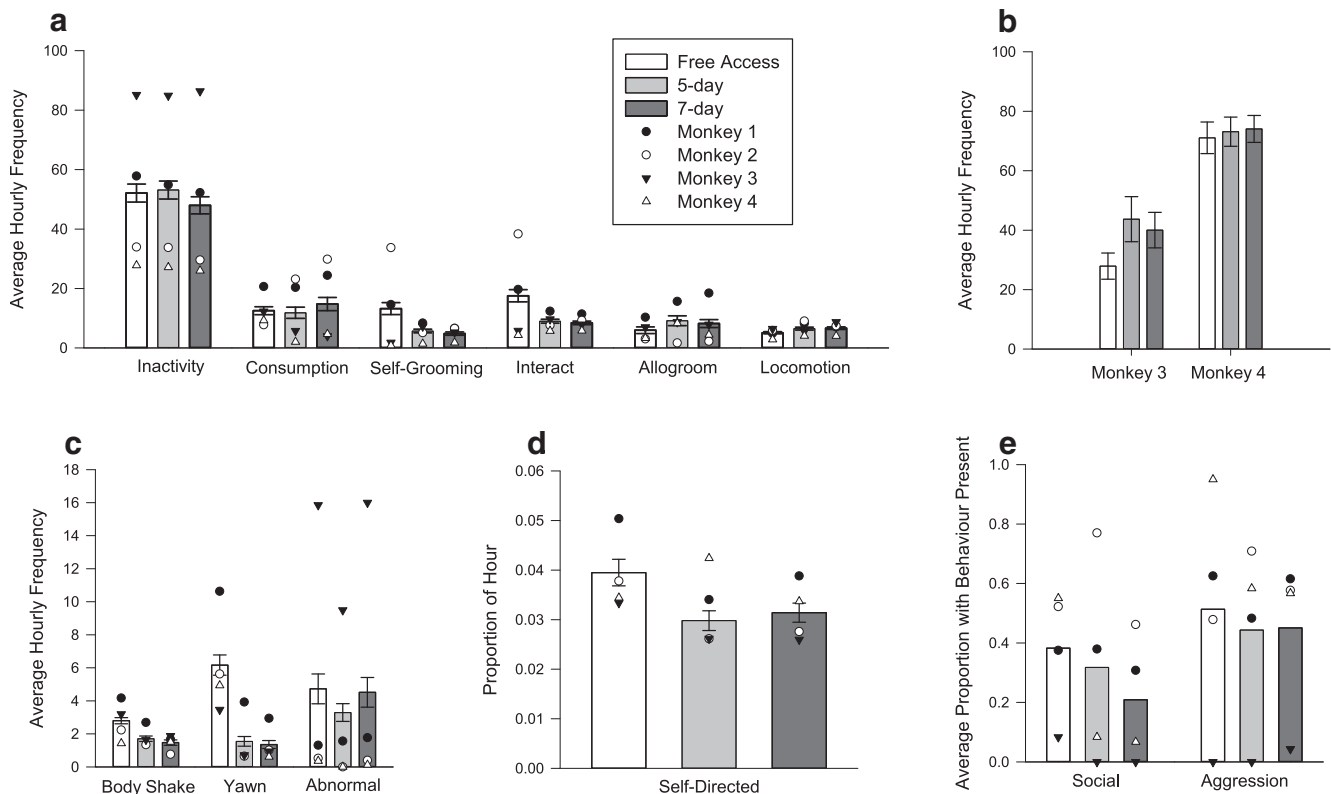 a
Average Hourly Frequency
100
80
60
40
20
0
Inactivity
Consumption
Self-Grooming
Interact
Allogroom
Locomotion
Free Access
5-day
7-day
Monkey 1
Monkey 2
Monkey 3
Monkey 4
b
Average Hourly Frequency
100
80
60
40
20
0
Monkey 3
Monkey 4
c
Average Hourly Frequency
18
16
14
12
10
8
6
4
2
0
Body Shake
Yawn
Abnormal
d
Proportion of Hour
0.06
0.05
0.04
0.03
0.02
0.01
0.00
Self-Directed
e
Average Proportion with Behaviour Present
1.0
0.8
0.6
0.4
0.2
0.0
Social
Aggression